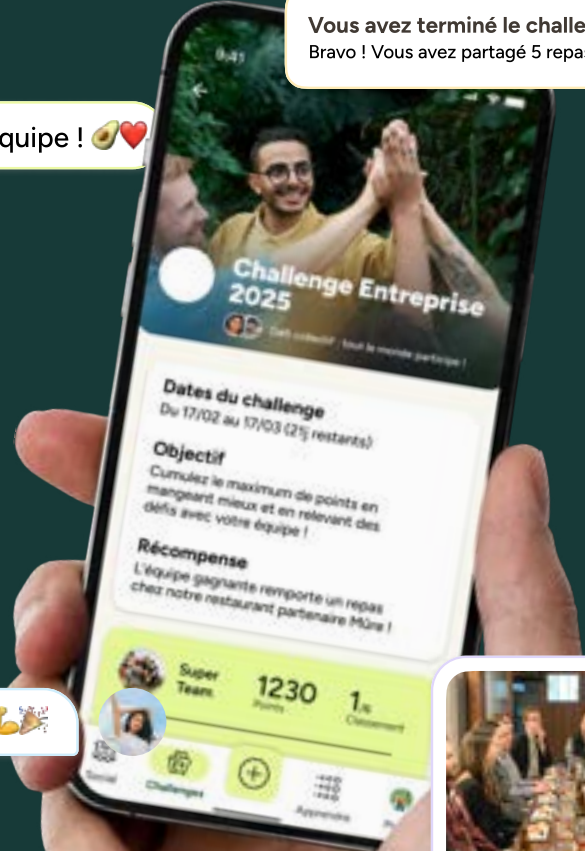 Vous avez terminé le challe
Bravo ! Vous avez partagé 5 repas
quipe ! 🥑❤️
9:41
Challenge Entreprise
2025
Défi collectif : tout le monde participe !
Dates du challenge
Du 17/02 au 17/03 (21j restants)
Objectif
Cumulez le maximum de points en
mangeant mieux et en relevant des
défis avec votre équipe !
Récompense
L'équipe gagnante remporte un repas
chez notre restaurant partenaire Mûre !
Super
Team
1230
Points
Classement
💪🎉
Social
Challenges
Apprendre